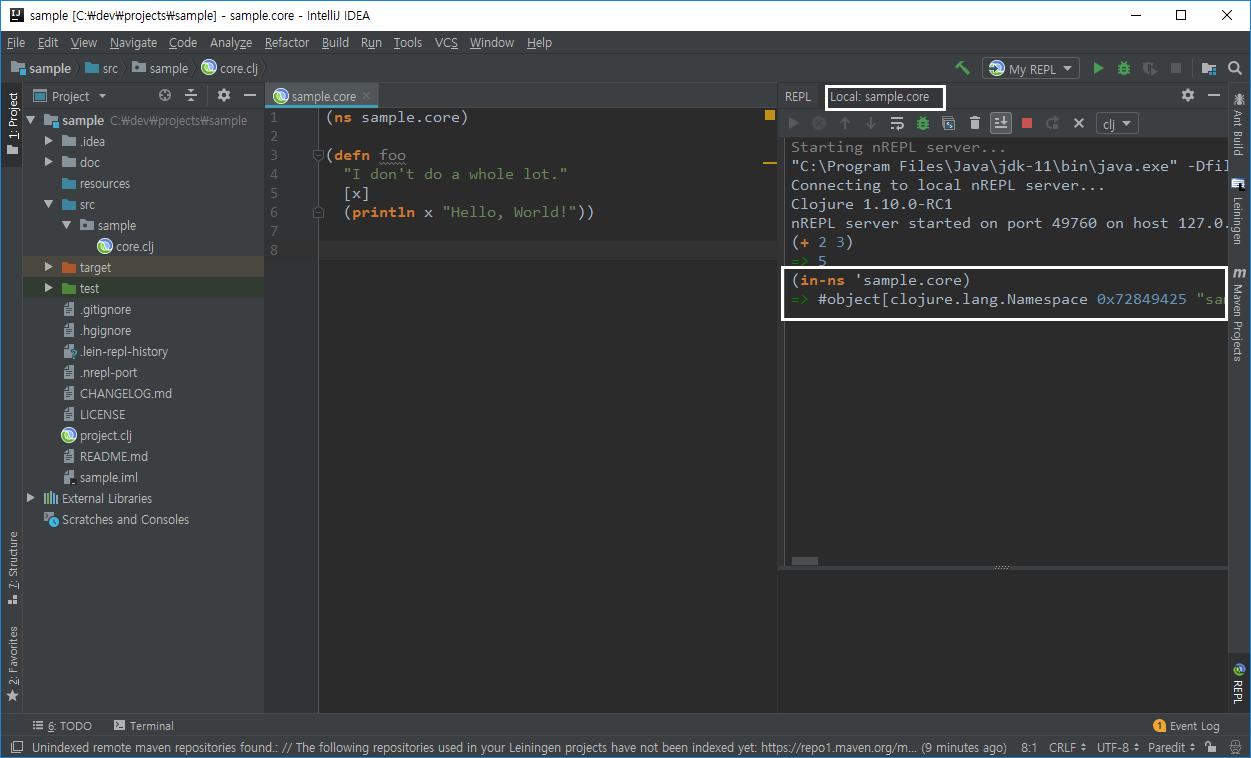 sample [C:₩dev₩projects₩sample] - sample.core - IntelliJ IDEA
File Edit View Navigate Code Analyze Refactor Build Run Tools VCS Window Help
sample src sample core.clj My REPL
1: Project
7: Structure
2: Favorites
Project
sample C:₩dev₩projects₩sample
.idea
doc
resources
src
sample
core.clj
target
test
.gitignore
.hgignore
.lein-repl-history
.nrepl-port
CHANGELOG.md
LICENSE
project.clj
README.md
sample.iml
External Libraries
Scratches and Consoles
sample.core
1 (ns sample.core)
2
3 (defn foo
4 "I don't do a whole lot."
5 [x]
6 (println x "Hello, World!"))
7
8
REPL Local: sample.core
clj
Starting nREPL server...
"C:\Program Files\Java\jdk-11\bin\java.exe" -Dfil
Connecting to local nREPL server...
Clojure 1.10.0-RC1
nREPL server started on port 49760 on host 127.0.
(+ 2 3)
=> 5
(in-ns 'sample.core)
=> #object[clojure.lang.Namespace 0x72849425 "sam
Ant Build
Leiningen
m Maven Projects
REPL
6: TODO Terminal 1 Event Log
Unindexed remote maven repositories found.: // The following repositories used in your Leiningen projects have not been indexed yet: https://repo1.maven.org/m... (9 minutes ago) 8:1 CRLF UTF-8 Paredit